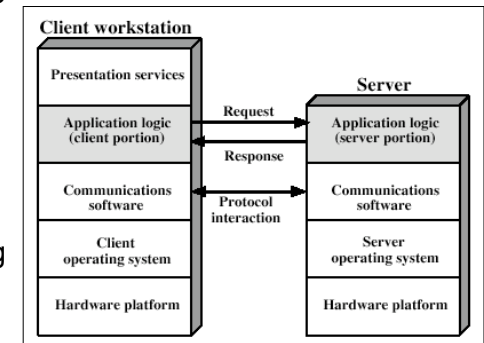 Client workstation
Presentation services
Server
Application logic
(client portion)
Request
Response
Application logic
(server portion)
Communications
software
Protocol
interaction
Communications
software
Client
operating system
Server
operating system
Hardware platform
Hardware platform
g